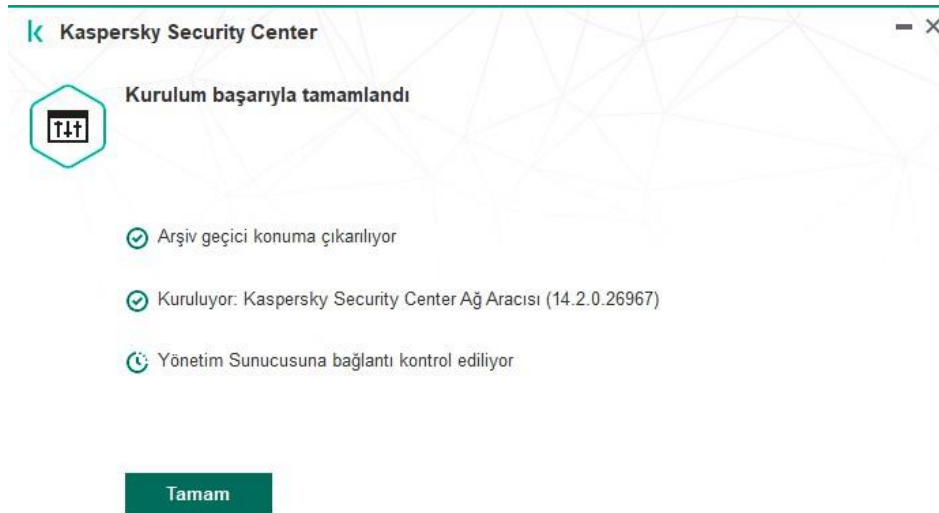 Kaspersky Security Center
Kurulum başarıyla tamamlandı
Arşiv geçici konuma çıkarılıyor
Kuruluyor: Kaspersky Security Center Ağ Aracısı (14.2.0.26967)
Yönetim Sunucusuna bağlantı kontrol ediliyor
Tamam